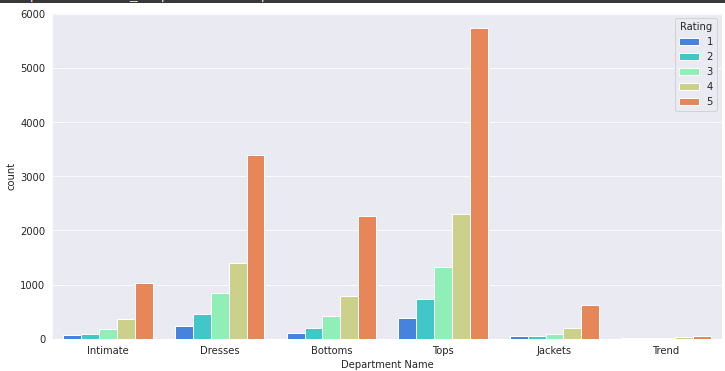 6000
5000
4000
3000
2000
1000
0
count
Rating
1
2
3
4
5
Intimate
Dresses
Bottoms
Tops
Jackets
Trend
Department Name